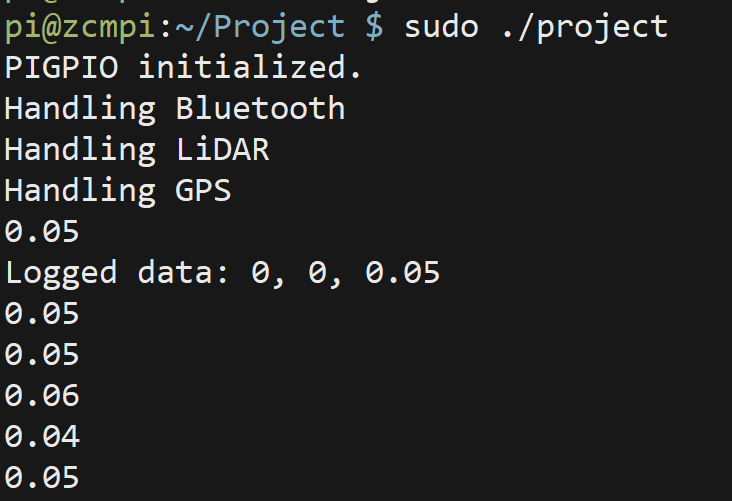 pi@zcmpi:~/Project $ sudo ./project
PIGPIO initialized.
Handling Bluetooth
Handling LiDAR
Handling GPS
0.05
Logged data: 0, 0, 0.05
0.05
0.05
0.06
0.04
0.05